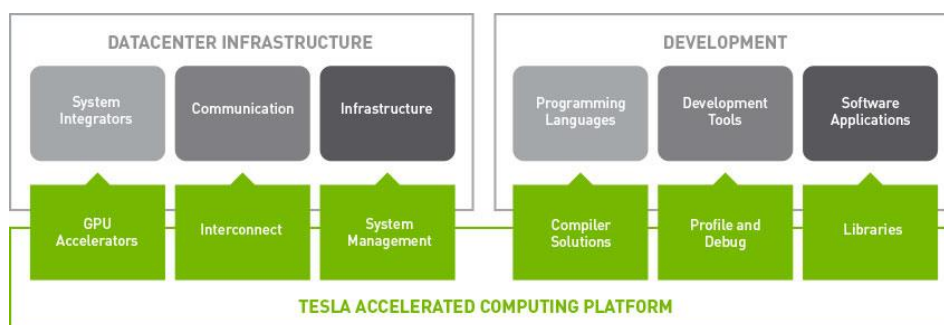 DATACENTER INFRASTRUCTURE
DEVELOPMENT
System
Integrators
Communication
Infrastructure
Programming
Languages
Development
Tools
Software
Applications
GPU
Accelerators
Interconnect
System
Management
Compiler
Solutions
Profile and
Debug
Libraries
TESLA ACCELERATED COMPUTING PLATFORM